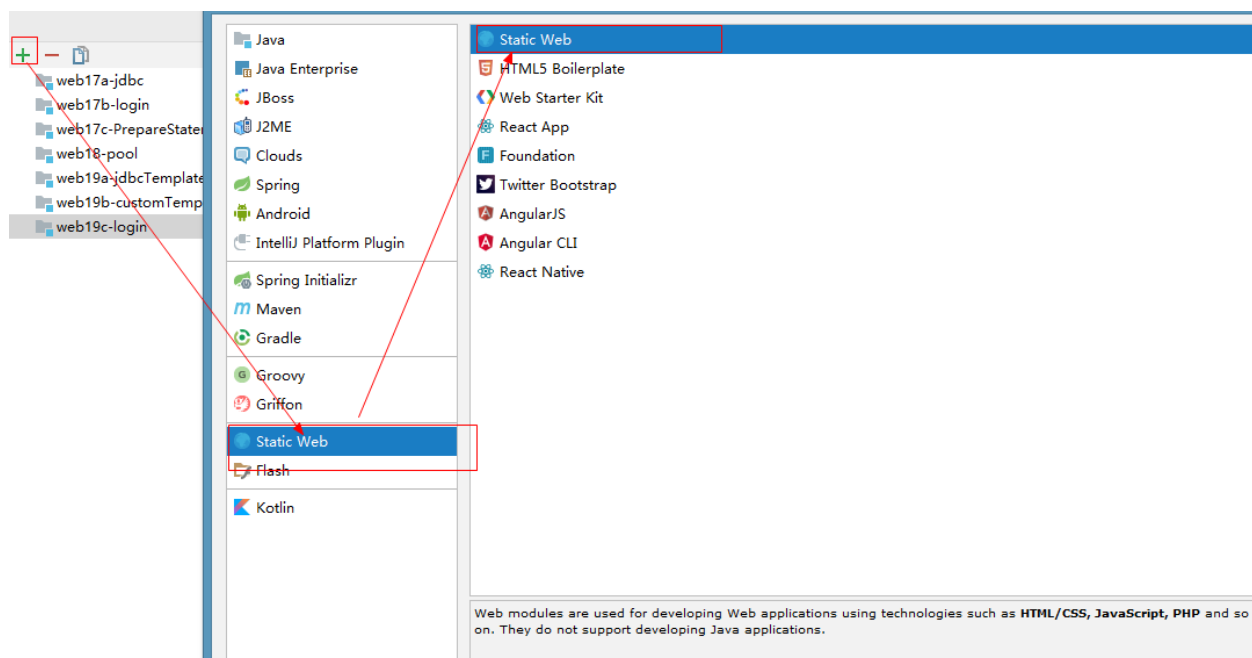 web17a-jdbc
web17b-login
web17c-PrepareStater
web18-pool
web19a-jdbcTemplate
web19b-customTemp
web19c-login
Java
Java Enterprise
JBoss
J2ME
Clouds
Spring
Android
IntelliJ Platform Plugin
Spring Initializr
Maven
Gradle
Groovy
Griffon
Static Web
Flash
Kotlin
Static Web
HTML5 Boilerplate
Web Starter Kit
React App
Foundation
Twitter Bootstrap
AngularJS
Angular CLI
React Native
Web modules are used for developing Web applications using technologies such as HTML/CSS, JavaScript, PHP and so
on. They do not support developing Java applications.